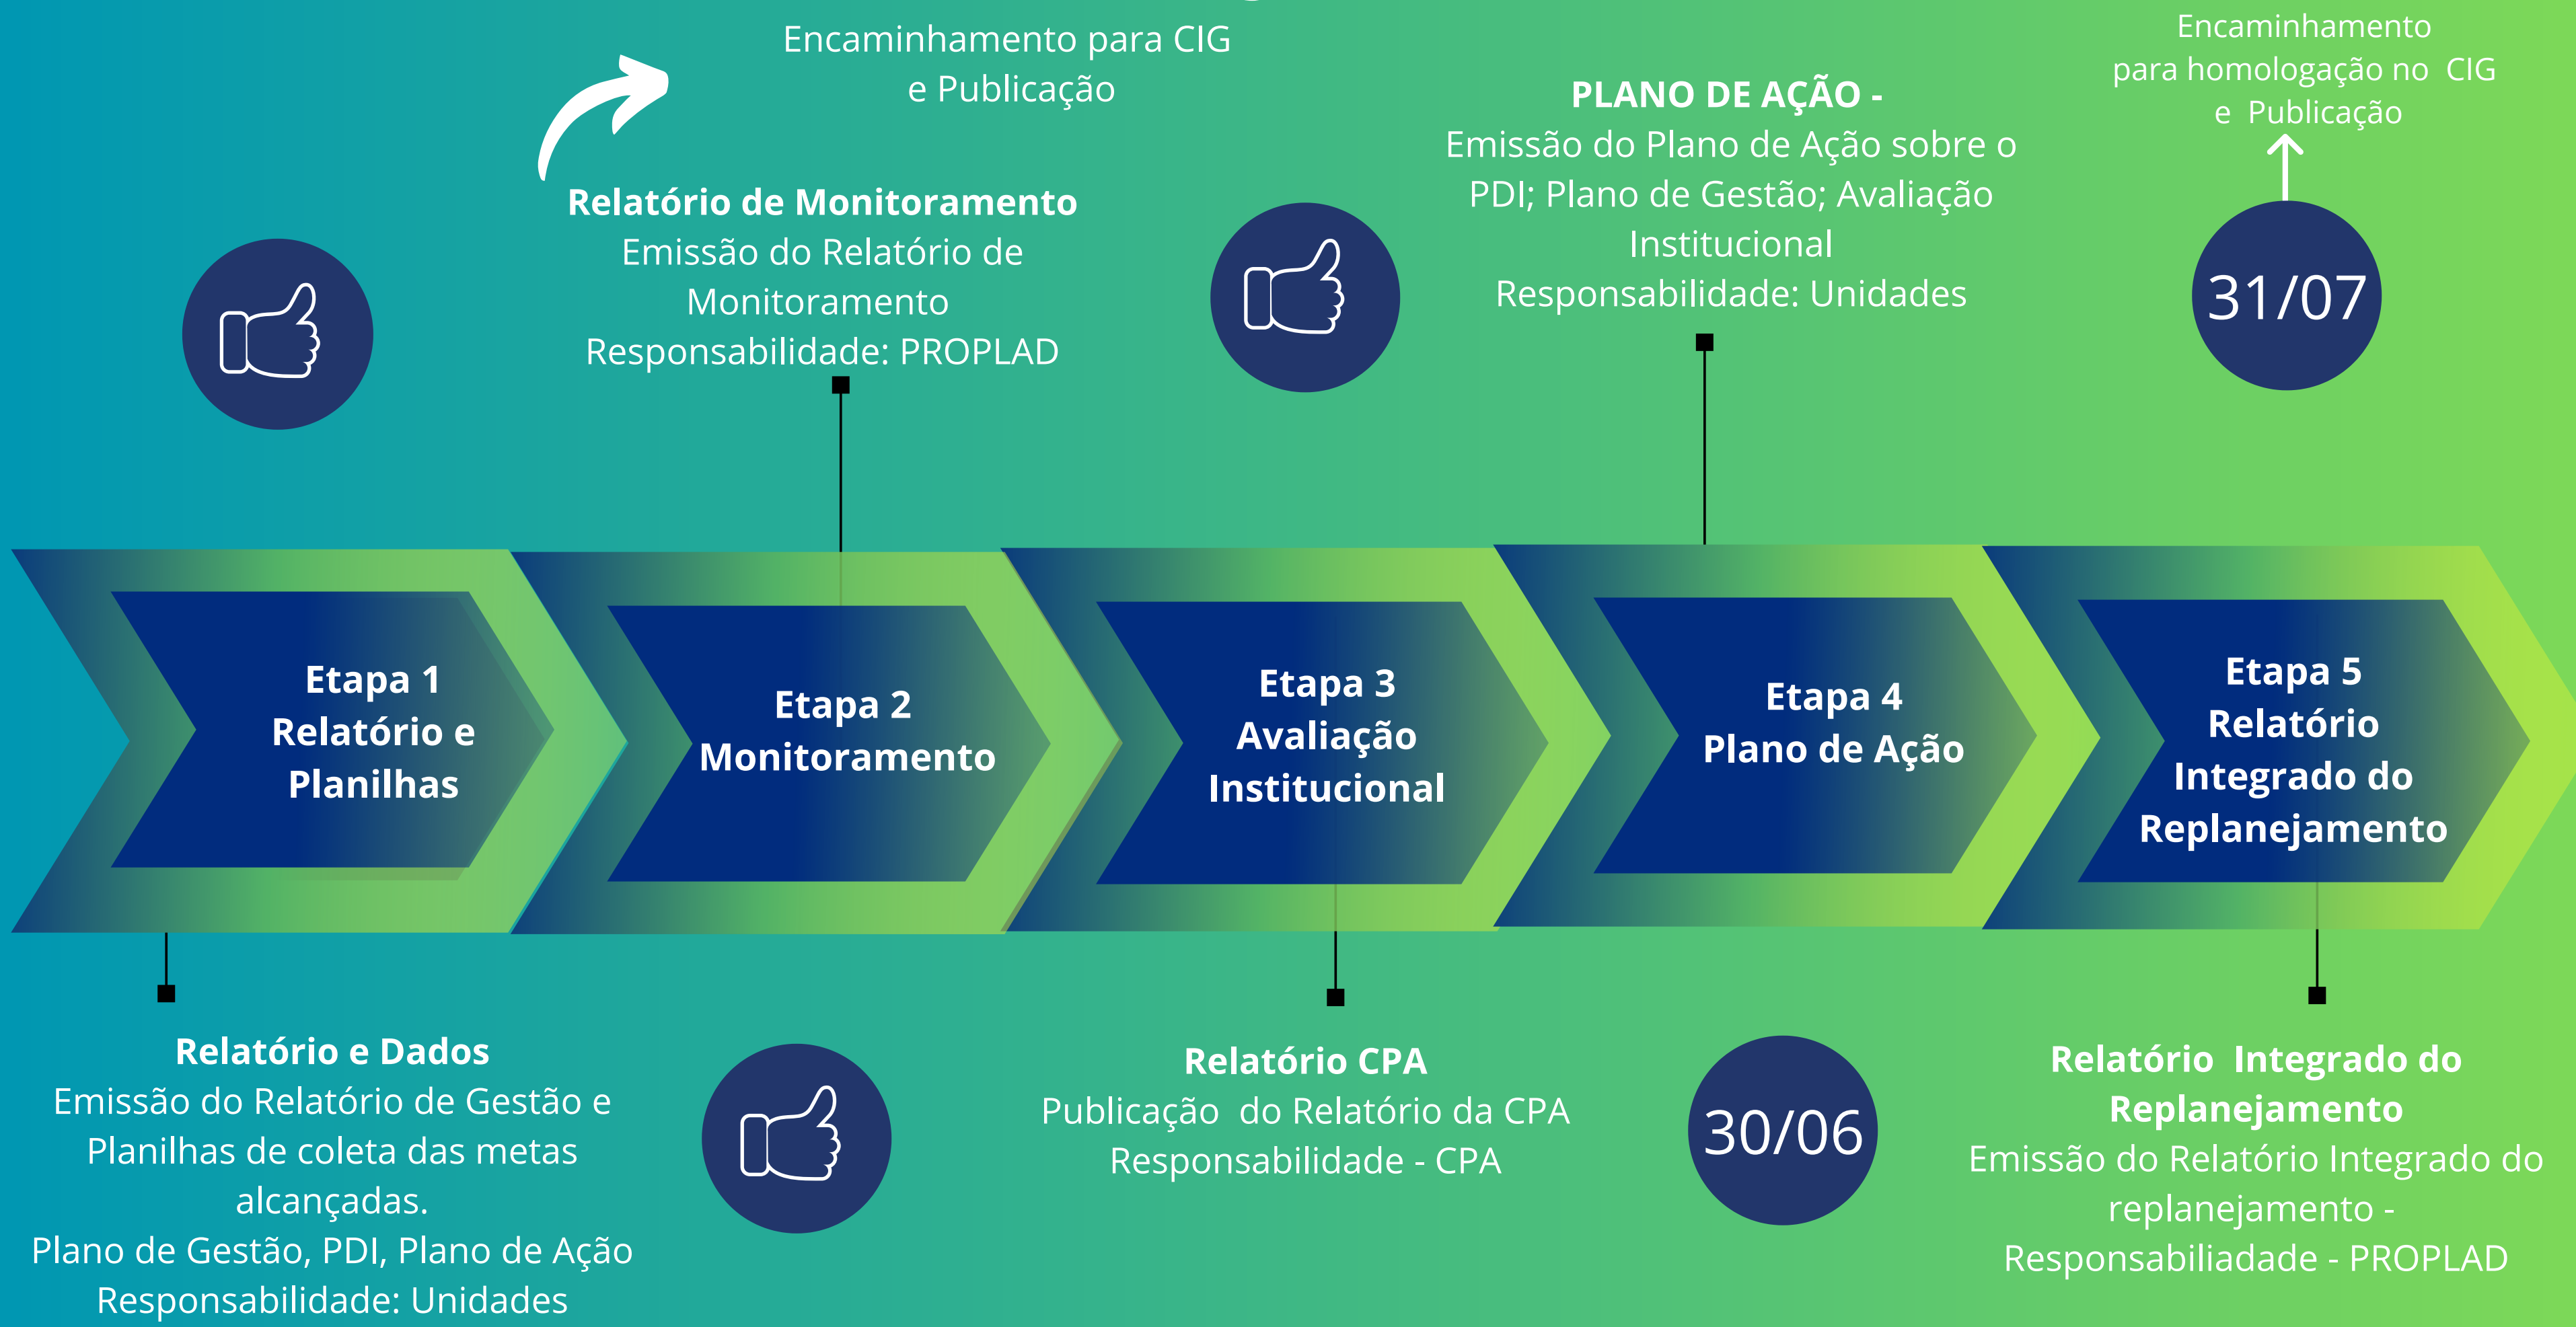 Encaminhamento para CIG
e Publicação
Relatório de Monitoramento
Emissão do Relatório de
Monitoramento
Responsabilidade: PROPLAD
PLANO DE AÇÃO -
Emissão do Plano de Ação sobre o
PDI; Plano de Gestão; Avaliação
Institucional
Responsabilidade: Unidades
Encaminhamento
para homologação no CIG
e Publicação
31/07
Etapa 1
Relatório e
Planilhas
Etapa 2
Monitoramento
Etapa 3
Avaliação
Institucional
Etapa 4
Plano de Ação
Etapa 5
Relatório
Integrado do
Replanejamento
Relatório e Dados
Emissão do Relatório de Gestão e
Planilhas de coleta das metas
alcançadas.
Plano de Gestão, PDI, Plano de Ação
Responsabilidade: Unidades
Relatório CPA
Publicação do Relatório da CPA
Responsabilidade - CPA
30/06
Relatório Integrado do
Replanejamento
Emissão do Relatório Integrado do
replanejamento -
Responsabiliadade - PROPLAD